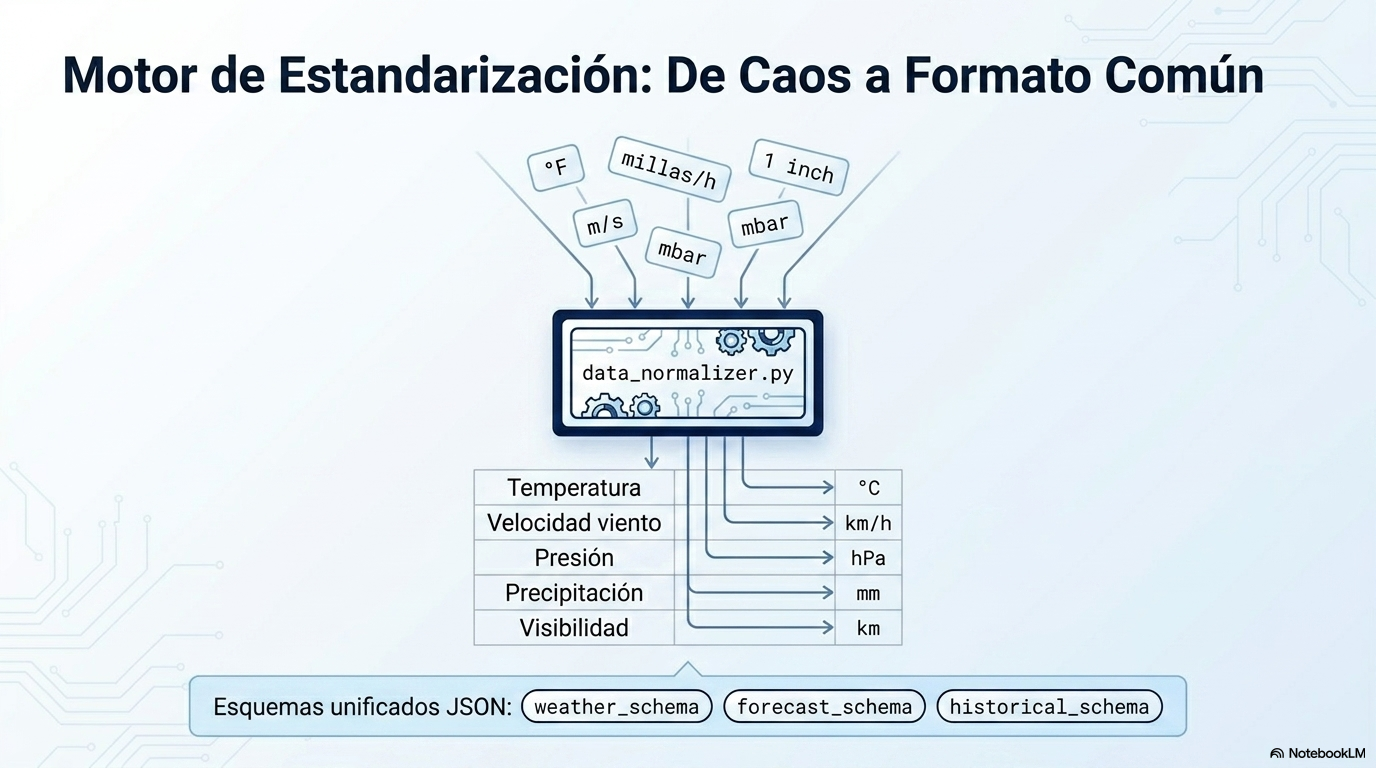 Motor de Estandarización: De Caos a Formato Común
°F
millas/h
1 inch
m/s
mbar
mbar
data_normalizer.py
Temperatura °C
Velocidad viento km/h
Presión hPa
Precipitación mm
Visibilidad km
Esquemas unificados JSON: weather_schema forecast_schema historical_schema
NotebookLM